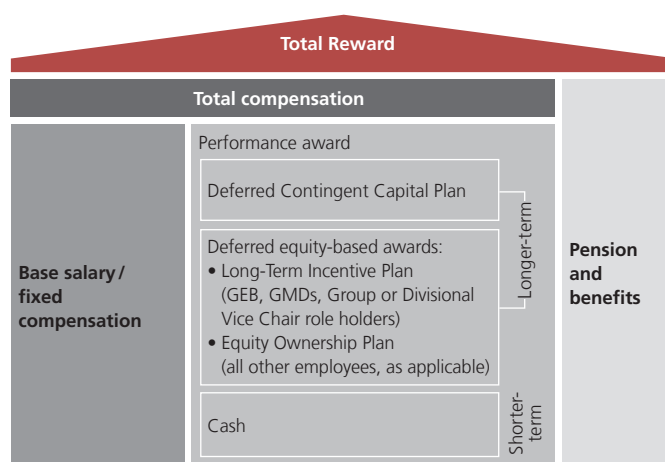 Total Reward
Total compensation
Base salary /
fixed
compensation
Performance award
Deferred Contingent Capital Plan
Deferred equity-based awards:
• Long-Term Incentive Plan
(GEB, GMDs, Group or Divisional
Vice Chair role holders)
• Equity Ownership Plan
(all other employees, as applicable)
Cash
Longer-term
Shorter-
term
Pension
and
benefits